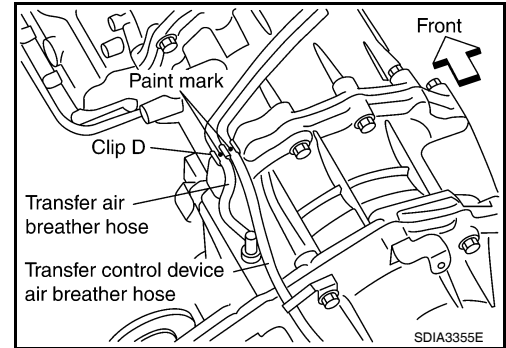 Front
Paint mark
Clip D
Transfer air
breather hose
Transfer control device
air breather hose
SDIA3355E